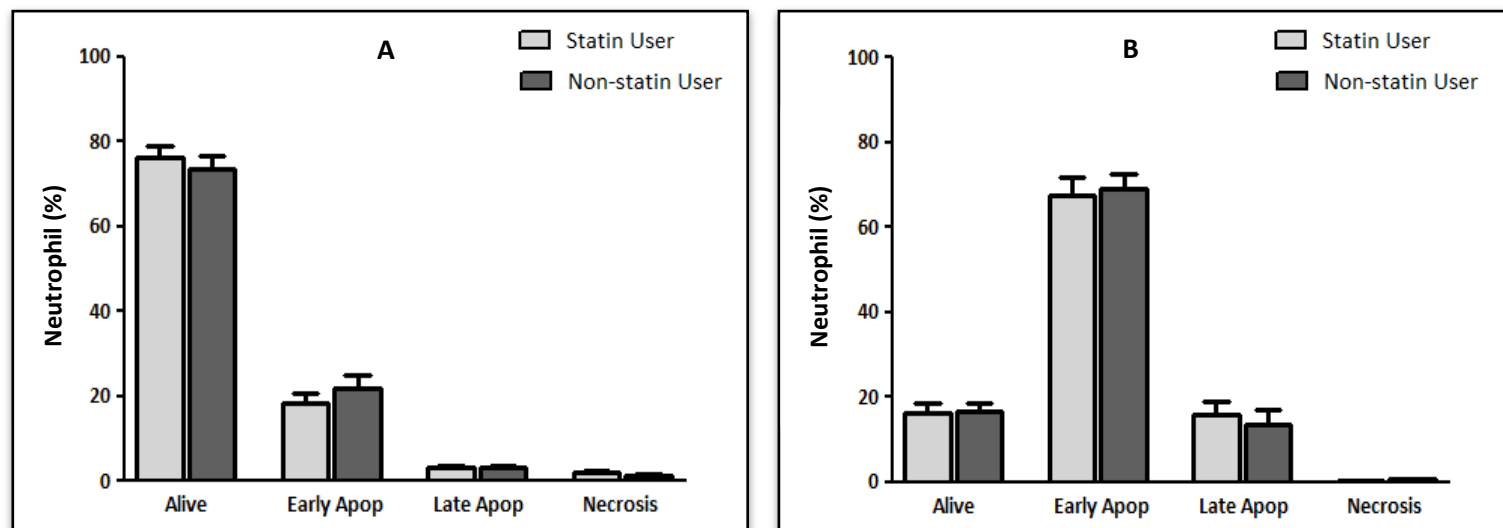 A
Statin User
Non-statin User
Neutrophil (%)
100
80
60
40
20
0
Alive Early Apop Late Apop Necrosis
B
Statin User
Non-statin User
Neutrophil (%)
100
80
60
40
20
0
Alive Early Apop Late Apop Necrosis